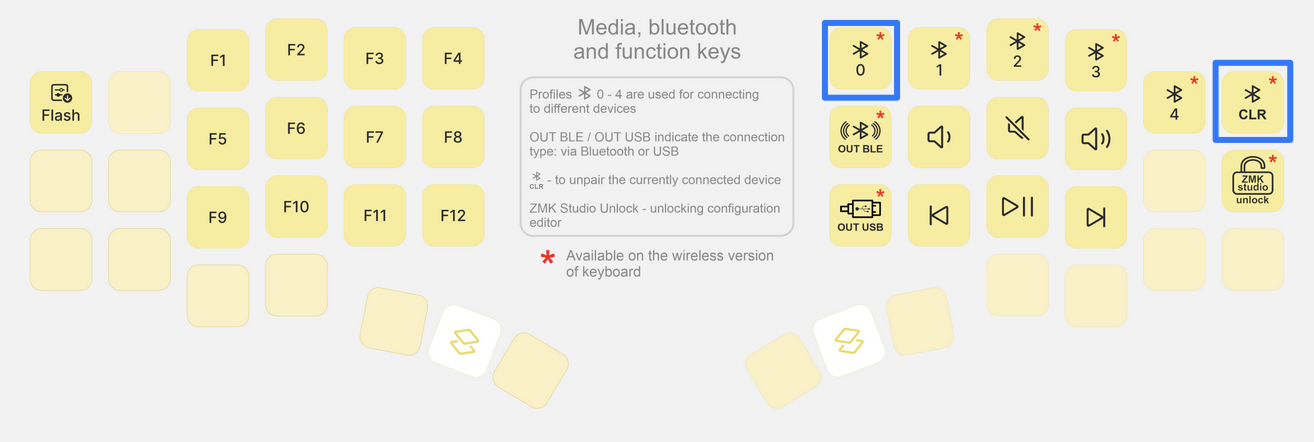 Media, bluetooth
and function keys
Flash
F1
F2
F3
F4
F5
F6
F7
F8
F9
F10
F11
F12
Profiles 0 - 4 are used for connecting
to different devices
OUT BLE / OUT USB indicate the connection
type: via Bluetooth or USB
CLR - to unpair the currently connected device
ZMK Studio Unlock - unlocking configuration
editor
* Available on the wireless version
of keyboard
*
0
*
1
*
2
*
3
*
4
*
CLR
*
OUT BLE
*
ZMK
studio
unlock
*
OUT USB